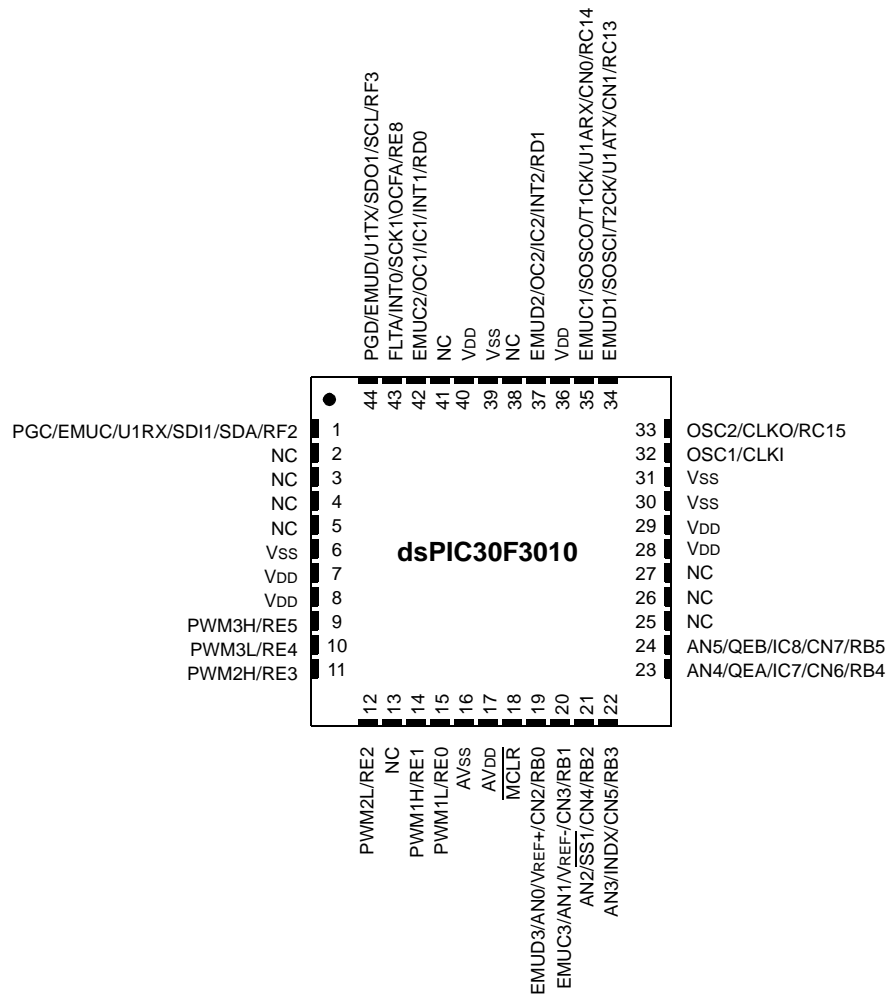 PGD/EMUD/U1TX/SDO1/SCL/RF3
FLTA/INT0/SCK1\OCFA/RE8
EMUC2/OC1/IC1/INT1/RD0
NC
VDD
VSS
NC
EMUD2/OC2/IC2/INT2/RD1
VDD
EMUC1/SOSCO/T1CK/U1ARX/CN0/RC14
EMUD1/SOSCI/T2CK/U1ATX/CN1/RC13
44
43
42
41
40
39
38
37
36
35
34
PGC/EMUC/U1RX/SDI1/SDA/RF2 1
NC 2
NC 3
NC 4
NC 5
VSS 6
VDD 7
VDD 8
PWM3H/RE5 9
PWM3L/RE4 10
PWM2H/RE3 11
dsPIC30F3010
33 OSC2/CLKO/RC15
32 OSC1/CLKI
31 VSS
30 VSS
29 VDD
28 VDD
27 NC
26 NC
25 NC
24 AN5/QEB/IC8/CN7/RB5
23 AN4/QEA/IC7/CN6/RB4
12
13
14
15
16
17
18
19
20
21
22
PWM2L/RE2
NC
PWM1H/RE1
PWM1L/RE0
AVSS
AVDD
MCLR
EMUD3/AN0/VREF+/CN2/RB0
EMUC3/AN1/VREF-/CN3/RB1
AN2/SS1/CN4/RB2
AN3/INDX/CN5/RB3